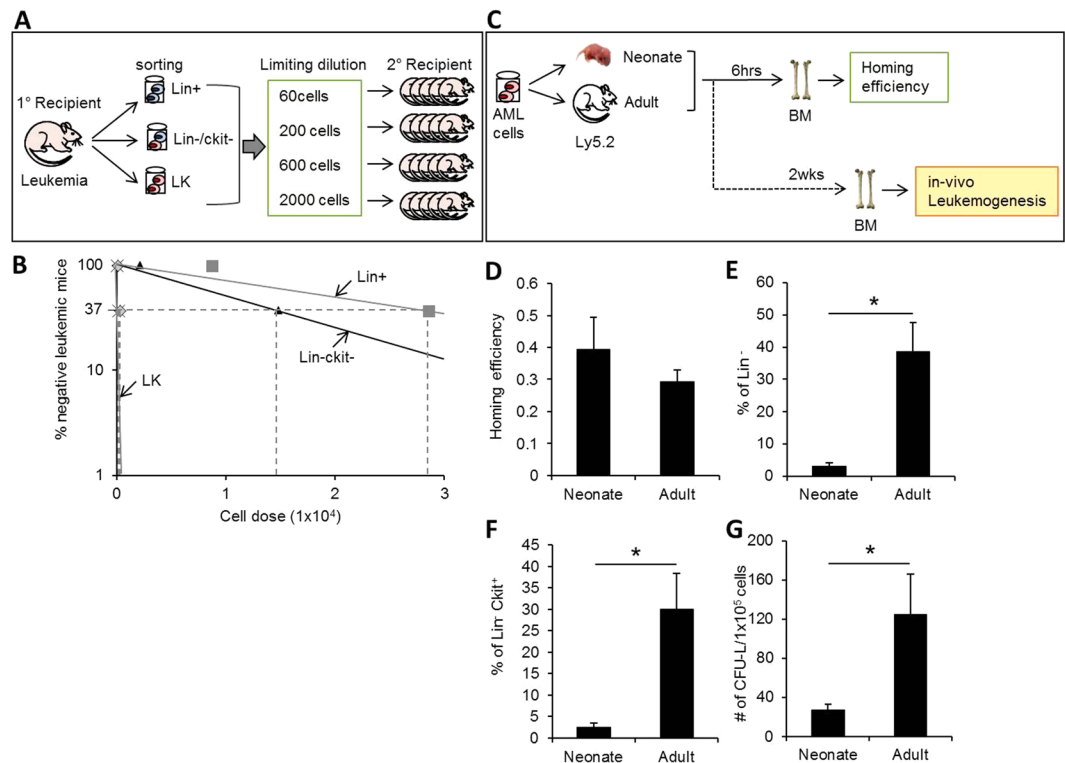 A
sorting
Limiting dilution
2° Recipient
1° Recipient
Leukemia
Lin+
Lin-/ckit-
LK
60cells
200 cells
600 cells
2000 cells
C
AML
cells
Neonate
Adult
Ly5.2
6hrs
BM
Homing
efficiency
2wks
BM
in-vivo
Leukemogenesis
B
% negative leukemic mice
100
37
10
1
Lin+
Lin-ckit-
LK
0
1
2
3
Cell dose (1x10⁴)
D
Homing efficiency
0.6
0.5
0.4
0.3
0.2
0.1
0
Neonate
Adult
E
% of Lin⁻
60
50
40
30
20
10
0
*
Neonate
Adult
F
% of Lin⁻ Ckit⁺
45
40
35
30
25
20
15
10
5
0
*
Neonate
Adult
G
# of CFU-L/1x10⁵ cells
200
160
120
80
40
0
*
Neonate
Adult